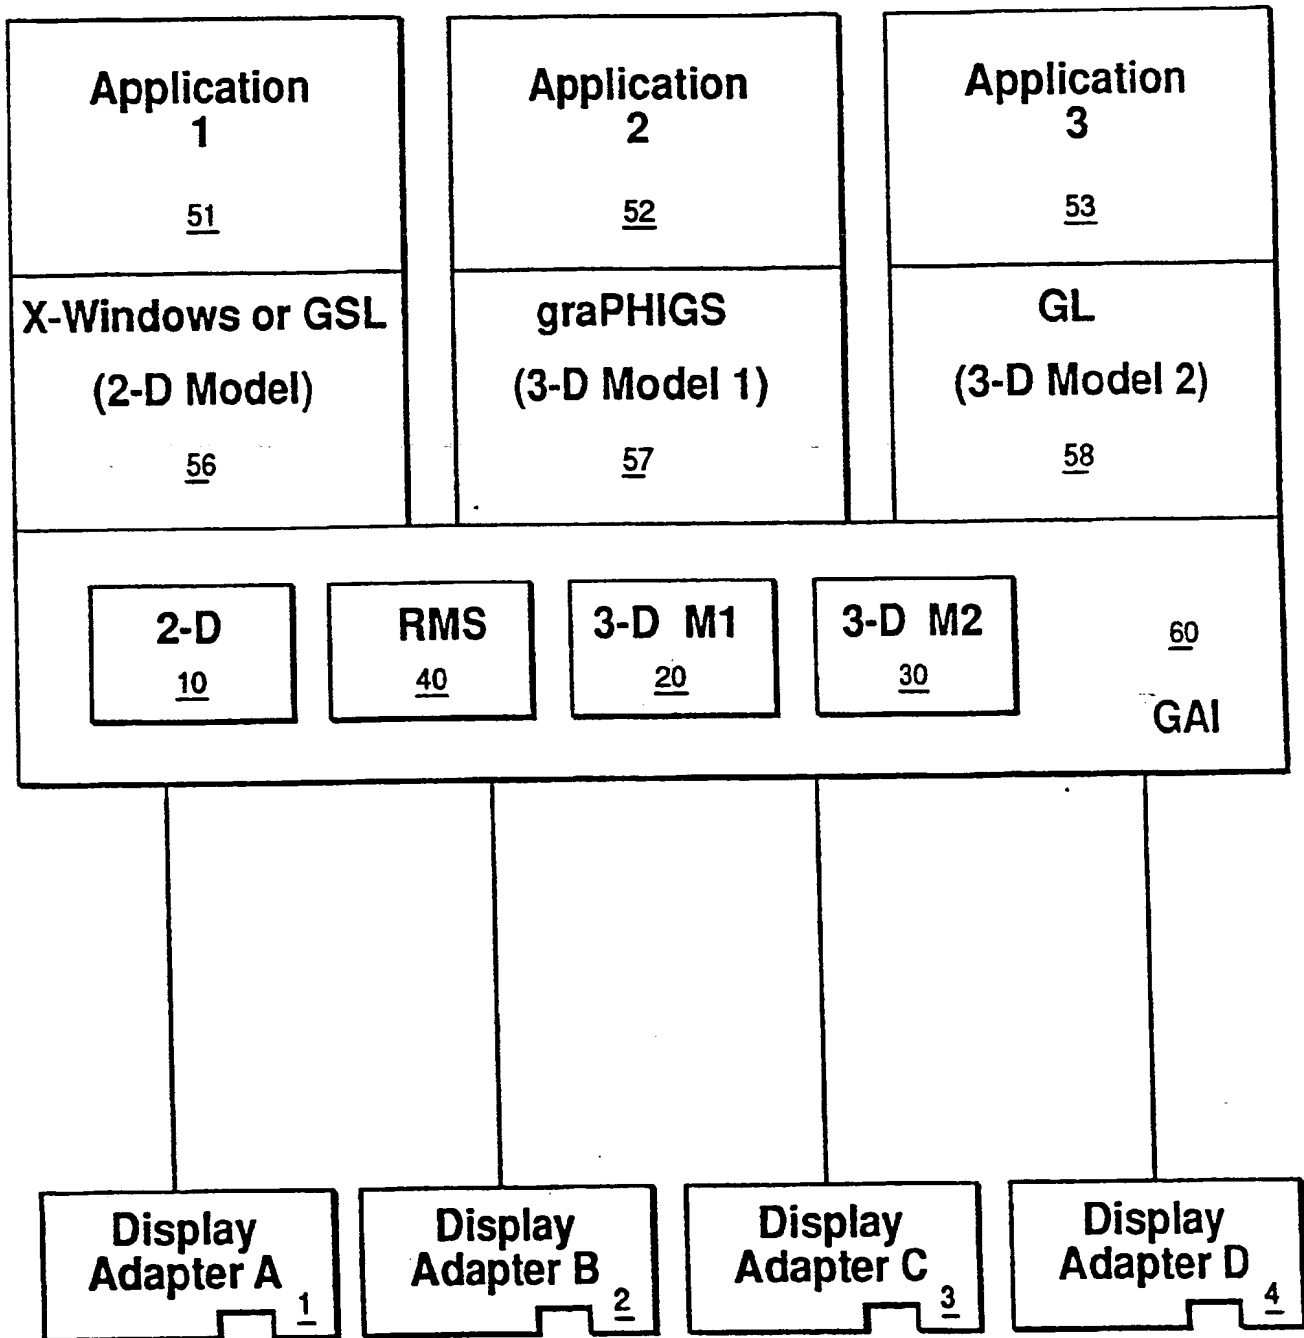 Application
1
51
Application
2
52
Application
3
53
X-Windows or GSL
(2-D Model)
56
graPHIGS
(3-D Model 1)
57
GL
(3-D Model 2)
58
2-D
10
RMS
40
3-D M1
20
3-D M2
30
60
GAI
Display
Adapter A
1
Display
Adapter B
2
Display
Adapter C
3
Display
Adapter D
4